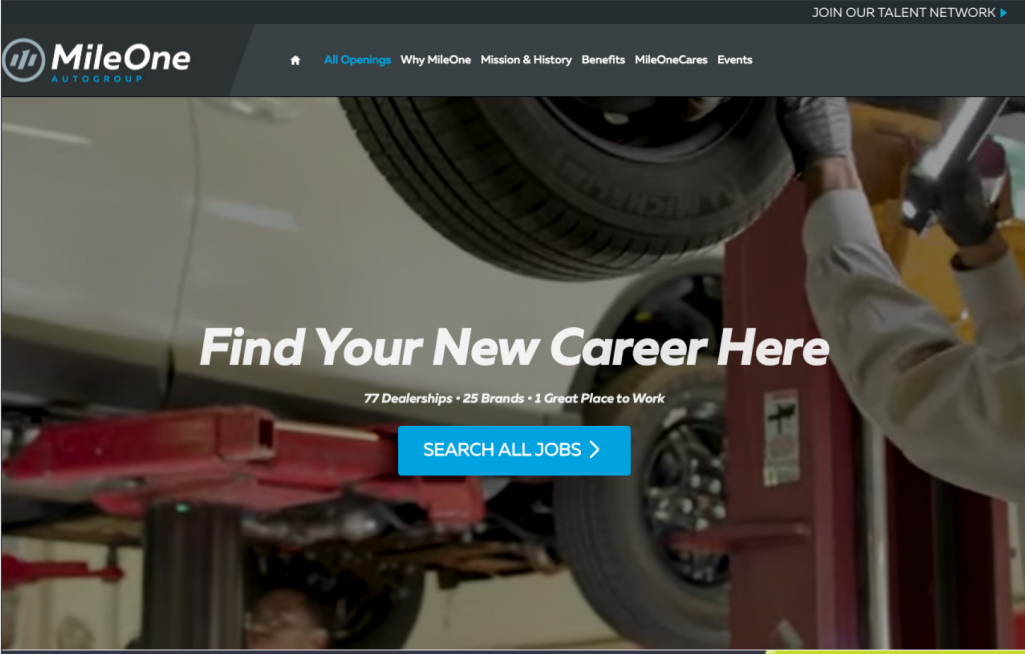 JOIN OUR TALENT NETWORK
MileOne
AUTOGROUP
All Openings Why MileOne Mission & History Benefits MileOneCares Events
MICHELIN
Find Your New Career Here
77 Dealerships • 25 Brands • 1 Great Place to Work
SEARCH ALL JOBS